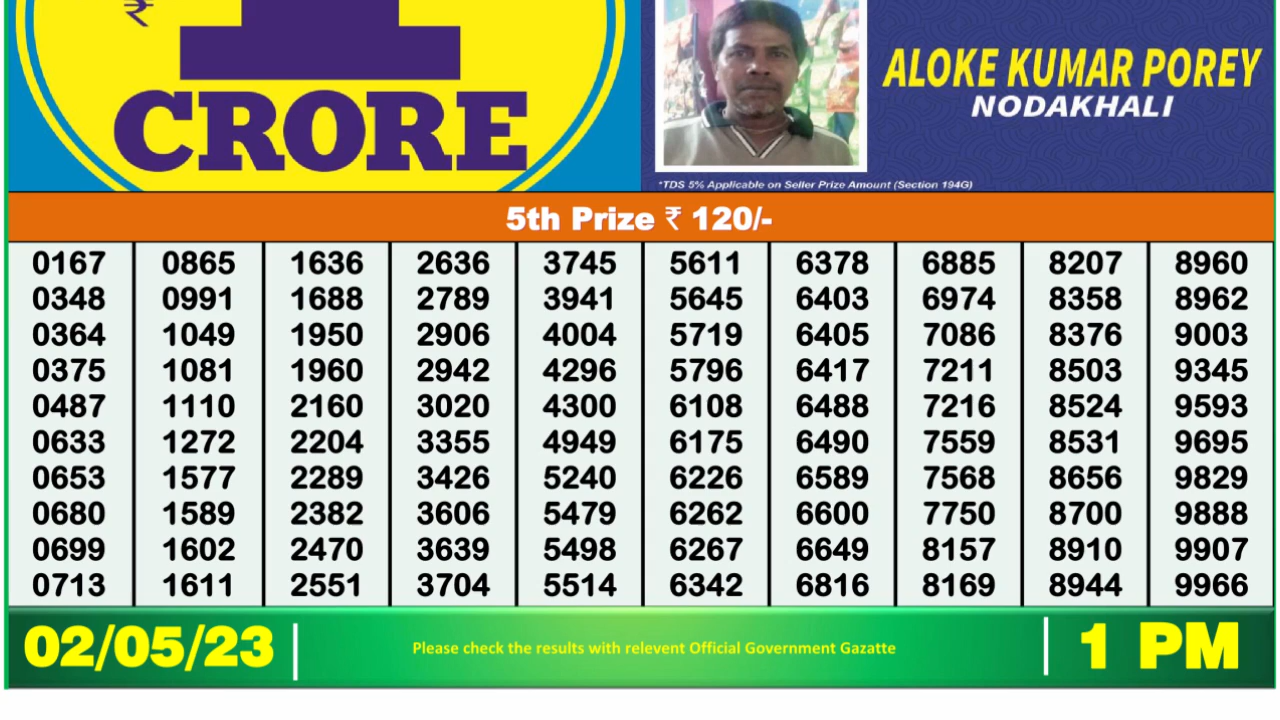 ₹
1
CRORE
ALOKE KUMAR POREY
NODAKHALI
*TDS 5% Applicable on Seller Prize Amount (Section 194G)
5th Prize ₹ 120/-
0167 0865 1636 2636 3745 5611 6378 6885 8207 8960
0348 0991 1688 2789 3941 5645 6403 6974 8358 8962
0364 1049 1950 2906 4004 5719 6405 7086 8376 9003
0375 1081 1960 2942 4296 5796 6417 7211 8503 9345
0487 1110 2160 3020 4300 6108 6488 7216 8524 9593
0633 1272 2204 3355 4949 6175 6490 7559 8531 9695
0653 1577 2289 3426 5240 6226 6589 7568 8656 9829
0680 1589 2382 3606 5479 6262 6600 7750 8700 9888
0699 1602 2470 3639 5498 6267 6649 8157 8910 9907
0713 1611 2551 3704 5514 6342 6816 8169 8944 9966
02/05/23
Please check the results with relevent Official Government Gazatte
1 PM